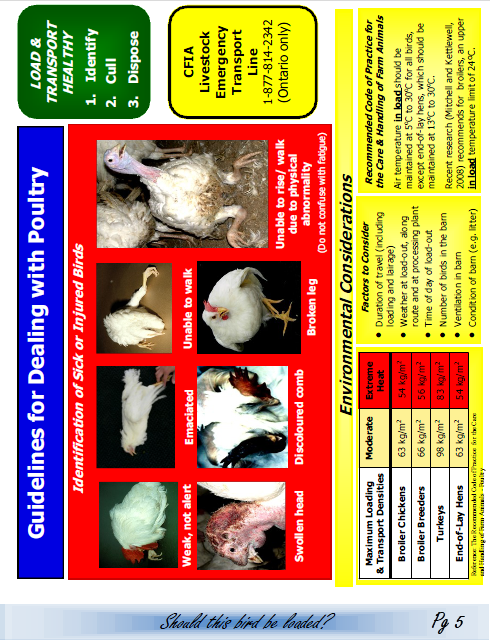 Guidelines for Dealing with Poultry
LOAD &
TRANSPORT
HEALTHY
1. Identify
2. Cull
3. Dispose
Identification of Sick or Injured Birds
Weak, not alert
Emaciated
Unable to walk
Unable to rise/ walk
due to physical
abnormality
(Do not confuse with fatigue)
Swollen head
Discoloured comb
Broken leg
CFIA
Livestock
Emergency
Transport
Line
1-877-814-2342
(Ontario only)
Environmental Considerations
Maximum Loading
& Transport Densities
Moderate
Extreme
Heat
Broiler Chickens 63 kg/m² 54 kg/m²
Broiler Breeders 66 kg/m² 56 kg/m²
Turkeys 98 kg/m² 83 kg/m²
End-of-Lay Hens 63 kg/m² 54 kg/m²
Reference: The Recommended Code of Practice for the Care
and Handling of Farm Animals – Poultry
Factors to Consider
• Duration of travel (including
loading and lairage)
• Weather at load-out, along
route and at processing plant
• Time of day of load-out
• Number of birds in the barn
• Ventilation in barn
• Condition of barn (e.g. litter)
Recommended Code of Practice for
the Care & Handling of Farm Animals
Air temperature in load should be
maintained at 5°C to 30°C for all birds,
except end-of-lay hens, which should be
maintained at 13°C to 30°C.
Recent research (Mitchell and Kettlewell,
2008) recommends for broilers, an upper
in load temperature limit of 24°C.
Should this bird be loaded?
Pg 5